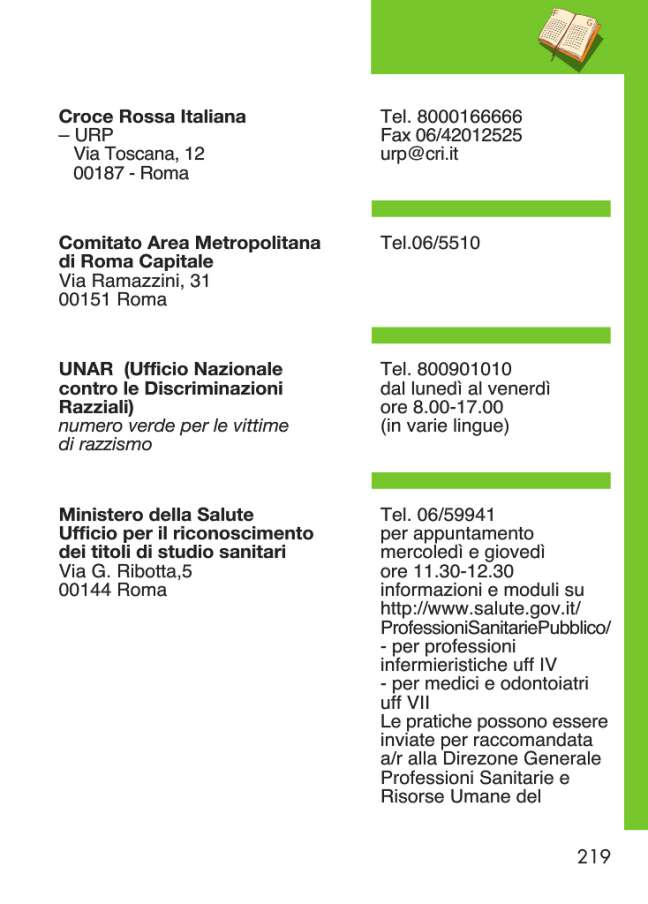 F G
Croce Rossa Italiana
– URP
Via Toscana, 12
00187 - Roma
Tel. 8000166666
Fax 06/42012525
urp@cri.it
Comitato Area Metropolitana
di Roma Capitale
Via Ramazzini, 31
00151 Roma
Tel.06/5510
UNAR (Ufficio Nazionale
contro le Discriminazioni
Razziali)
numero verde per le vittime
di razzismo
Tel. 800901010
dal lunedì al venerdì
ore 8.00-17.00
(in varie lingue)
Ministero della Salute
Ufficio per il riconoscimento
dei titoli di studio sanitari
Via G. Ribotta,5
00144 Roma
Tel. 06/59941
per appuntamento
mercoledì e giovedì
ore 11.30-12.30
informazioni e moduli su
http://www.salute.gov.it/
ProfessioniSanitariePubblico/
- per professioni
infermieristiche uff IV
- per medici e odontoiatri
uff VII
Le pratiche possono essere
inviate per raccomandata
a/r alla Direzone Generale
Professioni Sanitarie e
Risorse Umane del
219